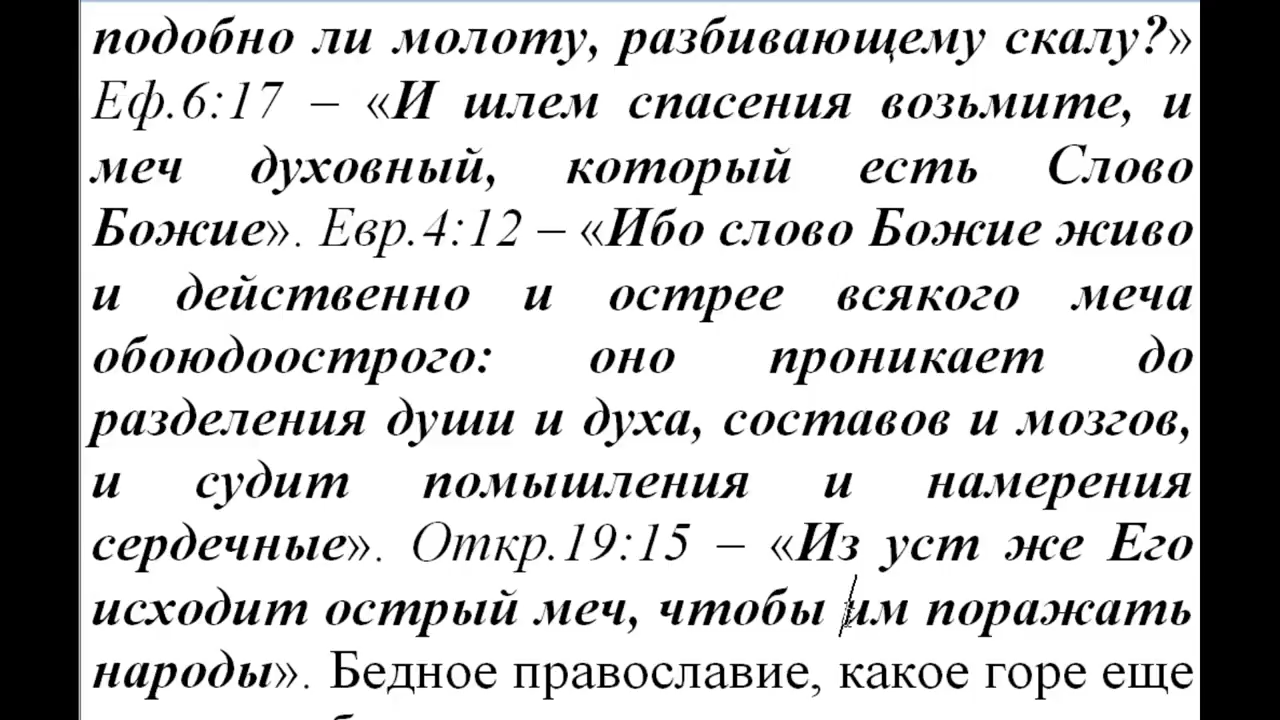 подобно ли молоту, разбивающему скалу?»
Еф.6:17 – «И шлем спасения возьмите, и
меч духовный, который есть Слово
Божие». Евр.4:12 – «Ибо слово Божие живо
и действенно и острее всякого меча
обоюдоострого: оно проникает до
разделения души и духа, составов и мозгов,
и судит помышления и намерения
сердечные». Откр.19:15 – «Из уст же Его
исходит острый меч, чтобы им поражать
народы». Бедное православие, какое горе еще